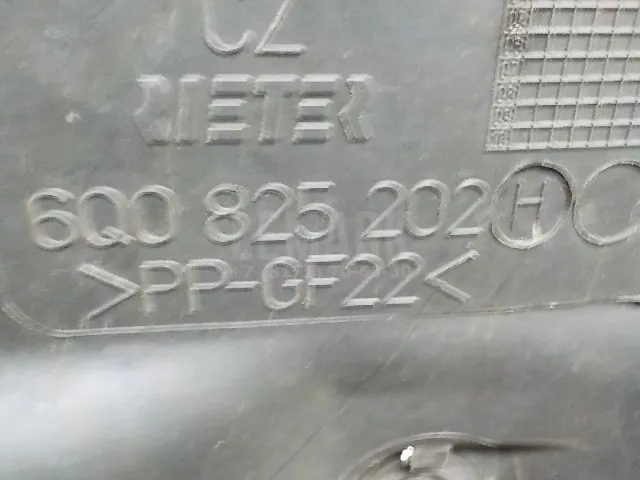 CZ
RIETER
6Q0 825 202 H
>PP-GF22<